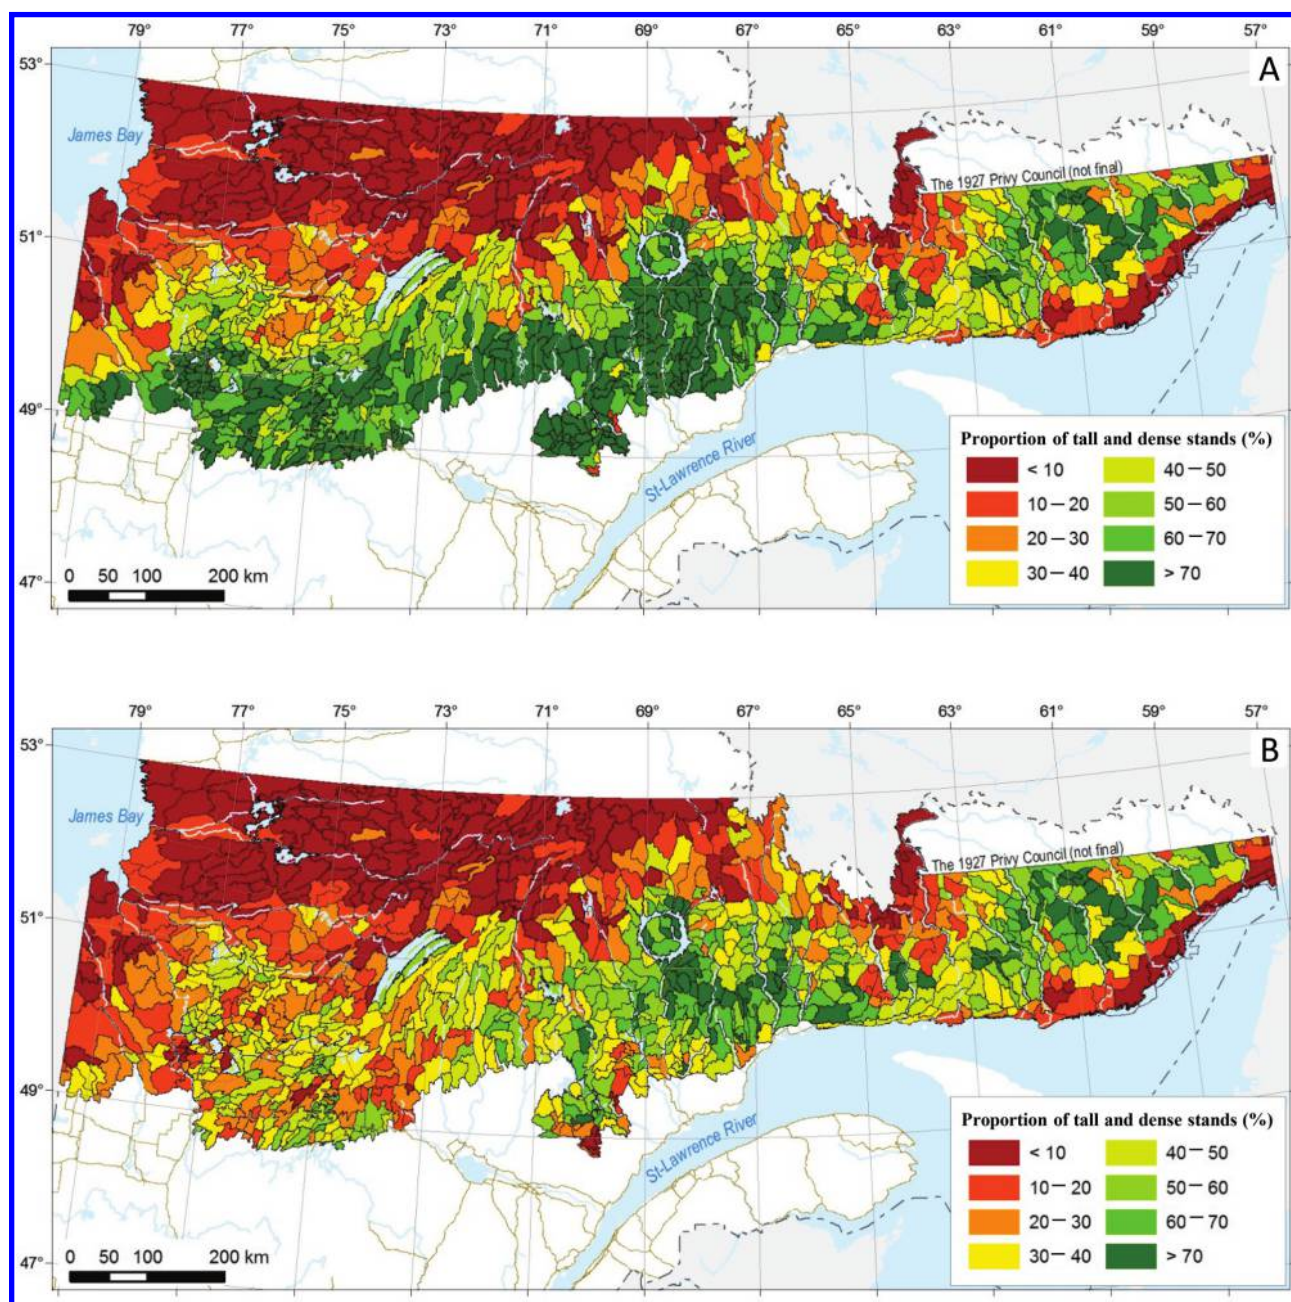 79° 77° 75° 73° 71° 69° 67° 65° 63° 61° 59° 57°
53°
A
James Bay
The 1927 Privy Council (not final)
51°
49°
Proportion of tall and dense stands (%)
< 10 40–50
10–20 50–60
20–30 60–70
30–40 > 70
St-Lawrence River
47°
0 50 100 200 km
79° 77° 75° 73° 71° 69° 67° 65° 63° 61° 59° 57°
53°
B
James Bay
The 1927 Privy Council (not final)
51°
49°
Proportion of tall and dense stands (%)
< 10 40–50
10–20 50–60
20–30 60–70
30–40 > 70
St-Lawrence River
47°
0 50 100 200 km